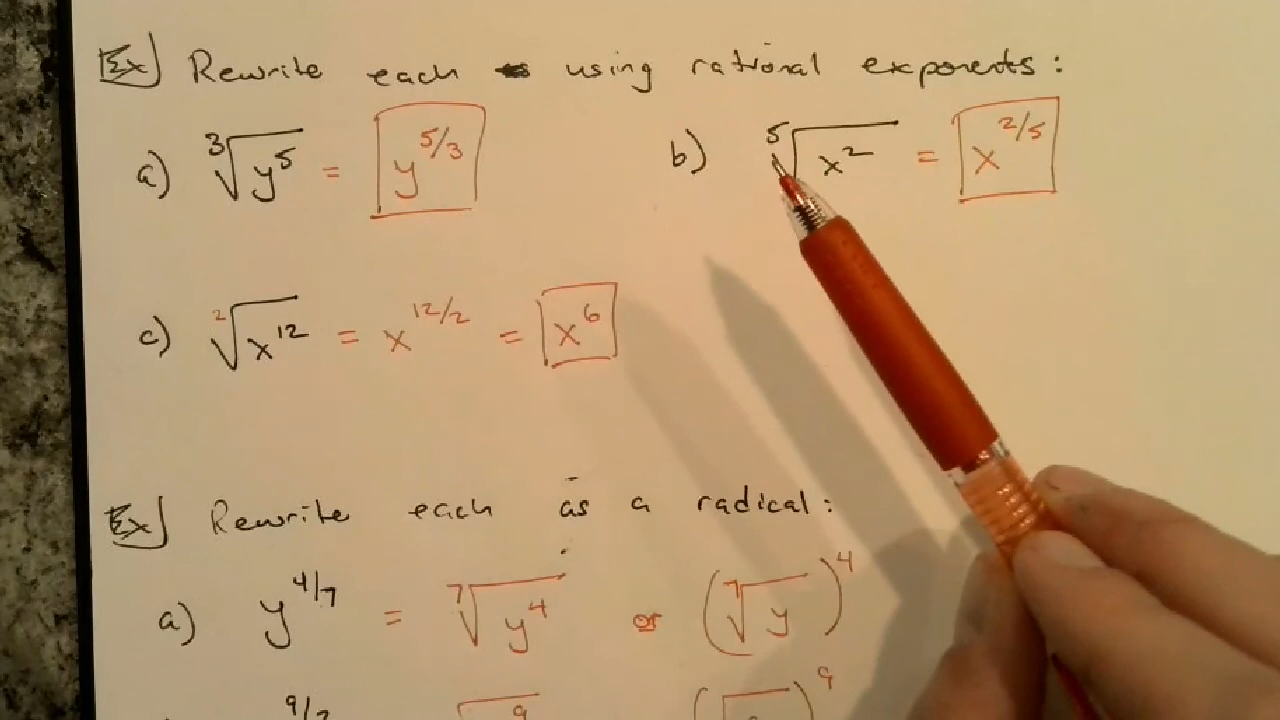 Ex Rewrite each using rational exponents:
a) ∛y⁵ = y^(5/3) b) ⁵√x² = x^(2/5)
c) ²√x¹² = x^(12/2) = x⁶
Ex Rewrite each as a radical:
a) y^(4/7) = ⁷√y⁴ or (⁷√y)⁴